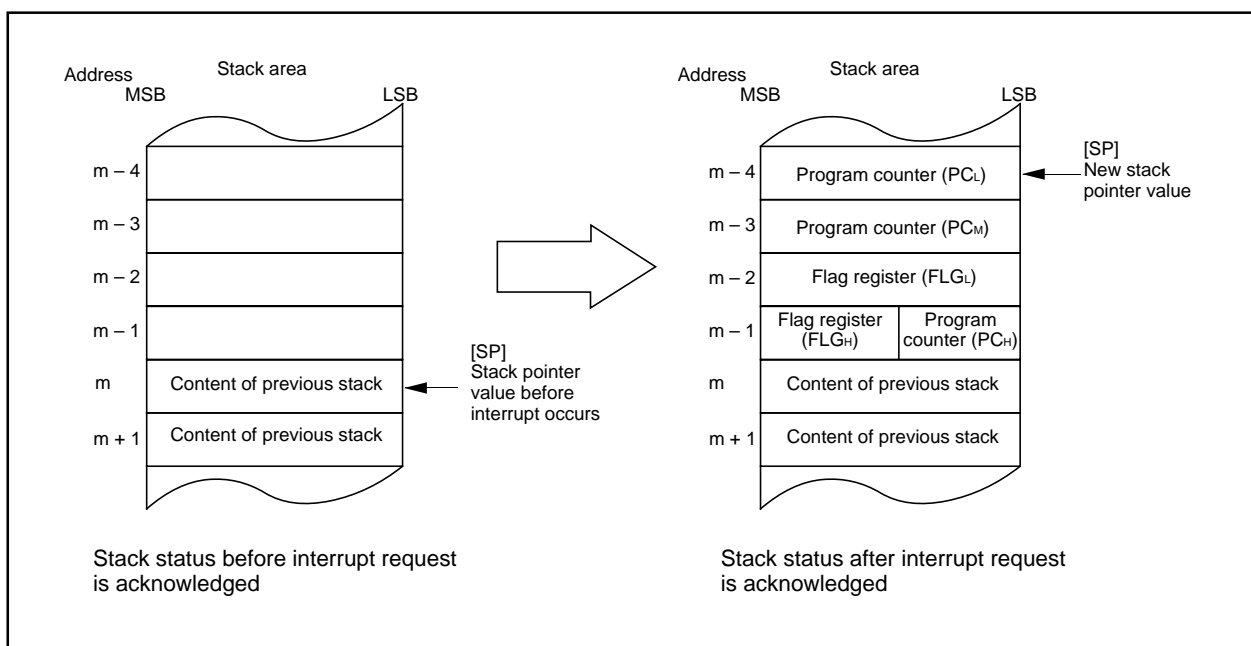 Address
Stack area
MSB
LSB
m – 4
m – 3
m – 2
m – 1
m
Content of previous stack
m + 1
Content of previous stack
[SP]
Stack pointer
value before
interrupt occurs
Stack status before interrupt request
is acknowledged
Address
Stack area
MSB
LSB
m – 4
Program counter (PCL)
m – 3
Program counter (PCM)
m – 2
Flag register (FLGL)
m – 1
Flag register
(FLGH)
Program
counter (PCH)
m
Content of previous stack
m + 1
Content of previous stack
[SP]
New stack
pointer value
Stack status after interrupt request
is acknowledged